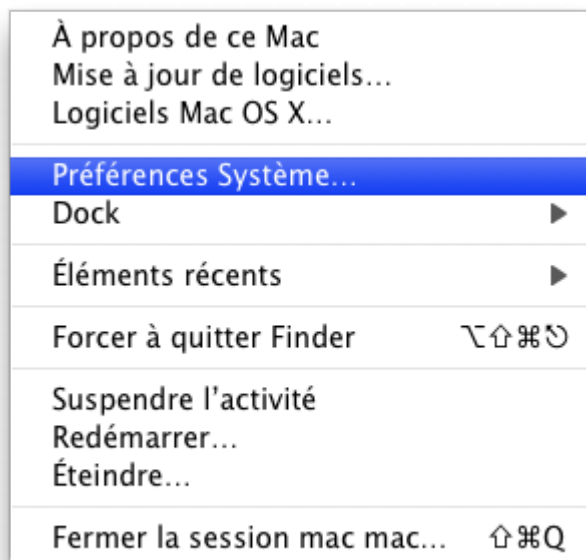 À propos de ce Mac
Mise à jour de logiciels...
Logiciels Mac OS X...
Préférences Système...
Dock ▶
Éléments récents ▶
Forcer à quitter Finder ⌥⇧⌘⎋
Suspendre l’activité
Redémarrer...
Éteindre...
Fermer la session mac mac... ⇧⌘Q